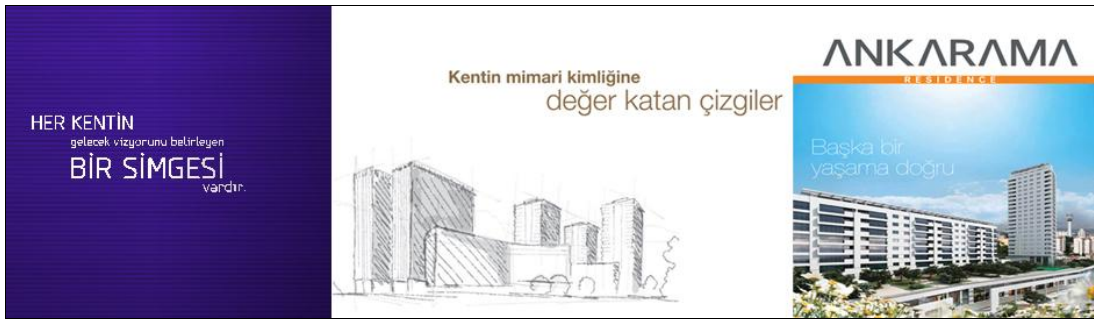 HER KENTİN
gelecek vizyonunu belirleyen
BİR SİMGESİ
vardır.
Kentin mimari kimliğine
değer katan çizgiler
ANKARAMA
RESIDENCE
Başka bir
yaşama doğru